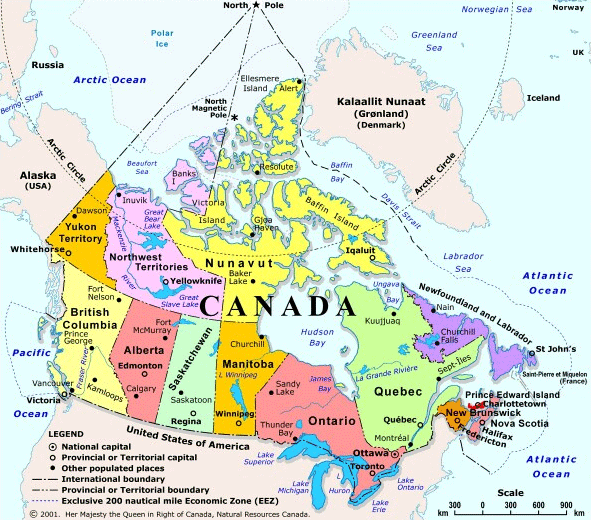 North Pole
Norwegian Sea
Norway
Polar Ice
Greenland Sea
UK
Russia
Arctic Ocean
Ellesmere Island
Alert
Kalaallit Nunaat
(Grønland)
(Denmark)
Iceland
Bering Strait
North Magnetic Pole
Arctic Circle
Beaufort Sea
Resolute
Baffin Bay
Arctic Circle
Alaska
(USA)
Banks I
Victoria Island
Davis Strait
Baffin Island
Inuvik
Dawson
Yukon Territory
Great Bear Lake
Gjoa Haven
Mackenzie River
Whitehorse
Northwest Territories
Nunavut
Iqaluit
Labrador Sea
Baker Lake
Yellowknife
Great Slave Lake
Atlantic Ocean
Ungava Bay
Fort Nelson
CANADA
Newfoundland and Labrador
Nain
British Columbia
Kuujjuaq
Churchill Falls
Prince George
Fort McMurray
Hudson Bay
Churchill
St John's
Pacific Ocean
Alberta
Saskatchewan
Manitoba
Edmonton
L Winnipeg
James Bay
La Grande Rivière
Sept-Îles
Saint-Pierre et Miquelon
(France)
Fraser River
Vancouver
Kamloops
Calgary
Saskatoon
Sandy Lake
Quebec
Prince Edward Island
Charlottetown
Victoria
Regina
Winnipeg
Ontario
New Brunswick
Québec
Nova Scotia
Fredericton
Halifax
Thunder Bay
Montréal
United States of America
Ottawa
Toronto
Lake Superior
Lake Michigan
L Huron
Lake Ontario
Lake Erie
Atlantic Ocean
LEGEND
National capital
Provincial or Territorial capital
Other populated places
International boundary
Provincial or Territorial boundary
Exclusive 200 nautical mile Economic Zone (EEZ)
© 2001. Her Majesty the Queen in Right of Canada, Natural Resources Canada.
Scale
km 300 0 300 600 900 km